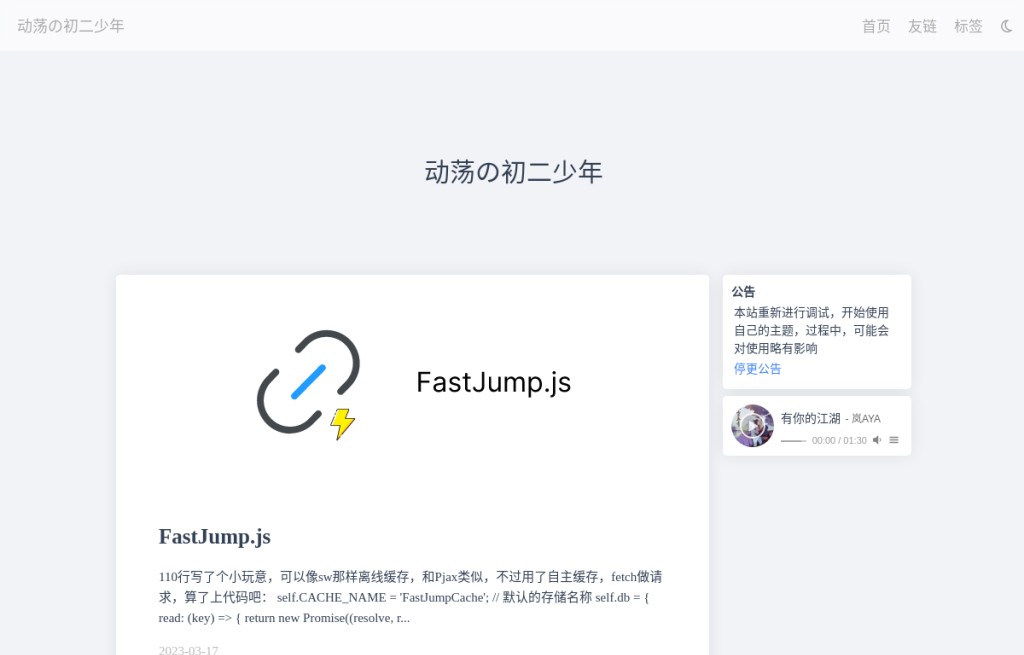 动荡の初二少年
首页 友链 标签
动荡の初二少年
FastJump.js
FastJump.js
110行写了个小玩意，可以像sw那样离线缓存，和Pjax类似，不过用了自主缓存，fetch做请
求，算了上代码吧： self.CACHE_NAME = 'FastJumpCache'; // 默认的存储名称 self.db = {
read: (key) => { return new Promise((resolve, r...
2023-03-17
公告
本站重新进行调试，开始使用
自己的主题，过程中，可能会
对使用略有影响
停更公告
有你的江湖 - 岚AYA
00:00 / 01:30